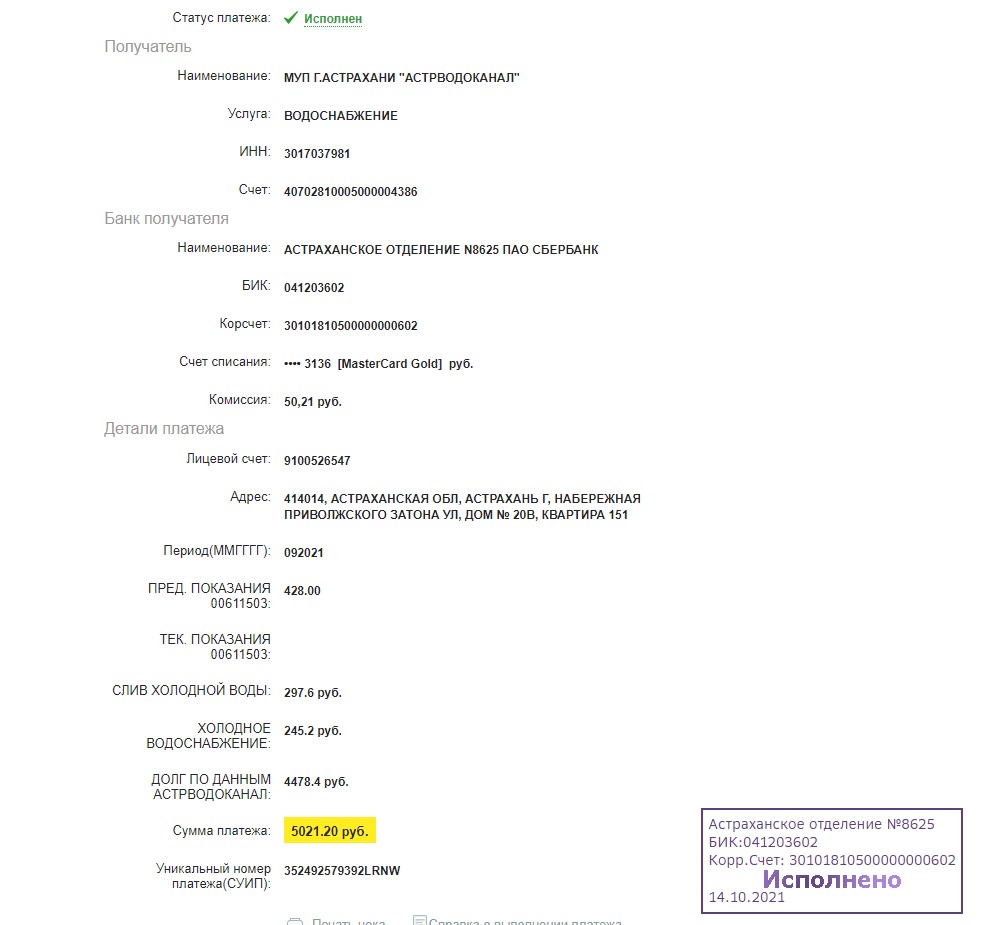 Статус платежа: Исполнен
Получатель
Наименование: МУП Г.АСТРАХАНИ "АСТРВОДОКАНАЛ"
Услуга: ВОДОСНАБЖЕНИЕ
ИНН: 3017037981
Счет: 40702810005000004386
Банк получателя
Наименование: АСТРАХАНСКОЕ ОТДЕЛЕНИЕ N8625 ПАО СБЕРБАНК
БИК: 041203602
Корсчет: 30101810500000000602
Счет списания: •••• 3136 [MasterCard Gold] руб.
Комиссия: 50,21 руб.
Детали платежа
Лицевой счет: 9100526547
Адрес: 414014, АСТРАХАНСКАЯ ОБЛ, АСТРАХАНЬ Г, НАБЕРЕЖНАЯ
ПРИВОЛЖСКОГО ЗАТОНА УЛ, ДОМ № 20В, КВАРТИРА 151
Период(ММГГГГ): 092021
ПРЕД. ПОКАЗАНИЯ 428.00
00611503:
ТЕК. ПОКАЗАНИЯ
00611503:
СЛИВ ХОЛОДНОЙ ВОДЫ: 297.6 руб.
ХОЛОДНОЕ 245.2 руб.
ВОДОСНАБЖЕНИЕ:
ДОЛГ ПО ДАННЫМ 4478.4 руб.
АСТРВОДОКАНАЛ:
Сумма платежа: 5021.20 руб.
Уникальный номер 352492579392LRNW
платежа(СУИП):
Астраханское отделение №8625
БИК:041203602
Корр.Счет: 30101810500000000602
Исполнено
14.10.2021
Печать чека Справка о выполнении платежа